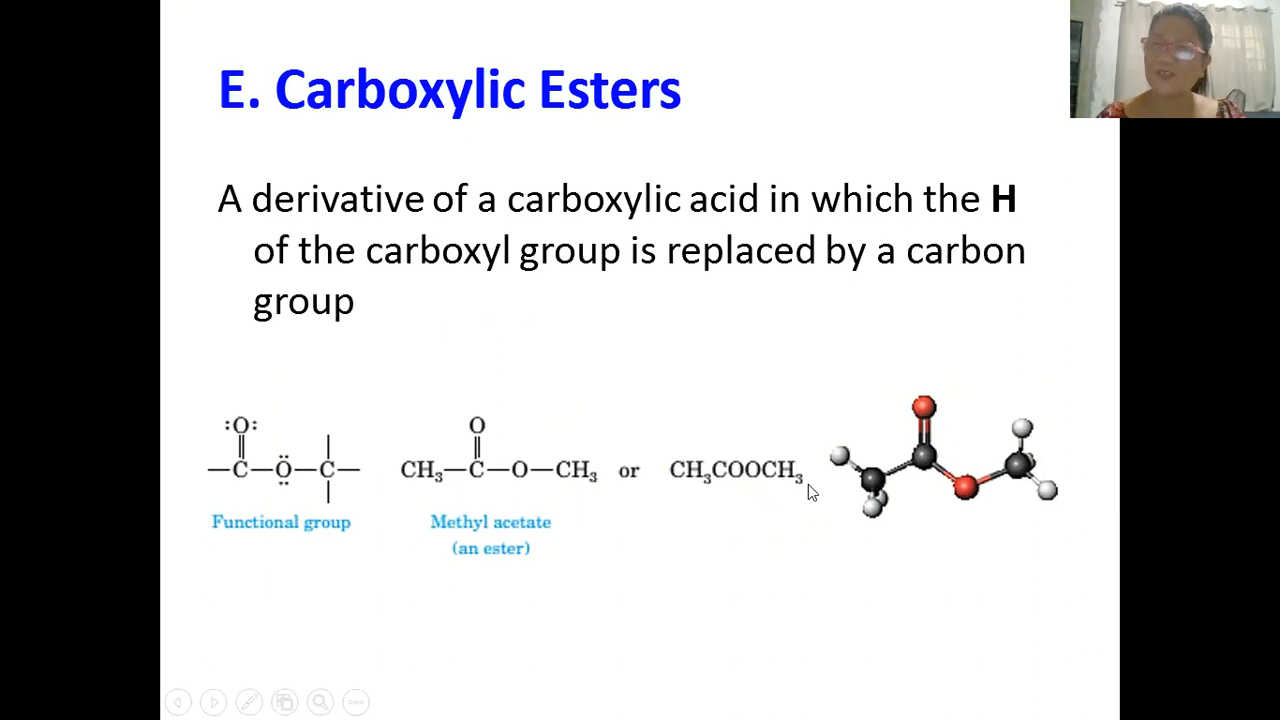 E. Carboxylic Esters
A derivative of a carboxylic acid in which the H
of the carboxyl group is replaced by a carbon
group
:O: O
—C—Ö—C— CH₃—C—O—CH₃ or CH₃COOCH₃
Functional group Methyl acetate
(an ester)